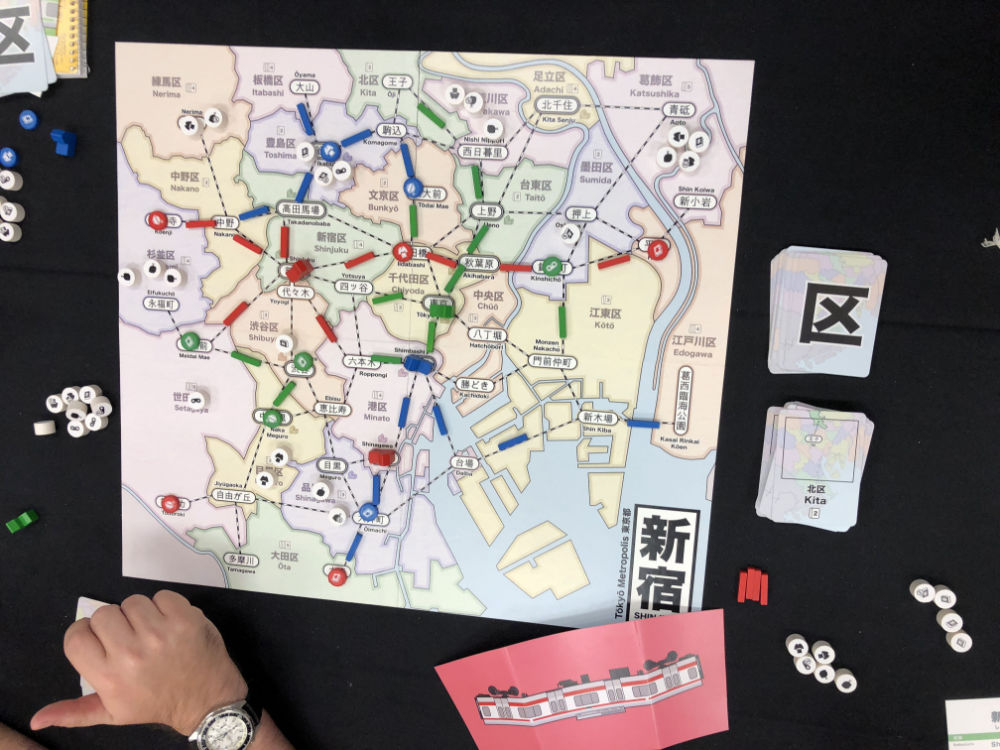 区
練馬区
Nerima
Nerima
板橋区
Itabashi
Ōyama
大山
北区
Kita
王子
Ōji
足立区
Adachi
北千住
Kita Senju
葛飾区
Katsushika
青砥
Aoto
豊島区
Toshima
駒込
Komagome
川区
akawa
Nishi Nippori
西日暮里
中野区
Nakano
中野
文京区
Bunkyō
大前
Tōdai Mae
台東区
Taitō
上野
Ueno
墨田区
Sumida
押上
Shin Koiwa
新小岩
高田馬場
Takadanobaba
新宿区
Shinjuku
Kōenji
杉並区
Eifukuchō
永福町
代々木
Yoyogi
Yotsuya
四ッ谷
千代田区
Chiyoda
Iidabashi
秋葉原
Akihabara
中央区
Chūō
Kinshichō
江東区
Kōtō
江戸川区
Edogawa
八丁堀
Hatchōbori
Monzen
Nakachō
門前仲町
渋谷区
Shibuy
Meidai Mae
六本木
Roppongi
Shimbashi
勝どき
Kachidoki
世田
Setagaya
Ebisu
恵比寿
Naka
Meguro
港区
Minato
Shinagawa
目黒
Meguro
台場
Daiba
新木場
Shin Kiba
葛西臨海公園
Kasai Rinkai
Kōen
Jiyūgaoka
自由が丘
Ōimachi
多摩川
Tamagawa
大田区
Ōta
Tōkyō Metropolis 東京都
新宿
区
北区
Kita
2